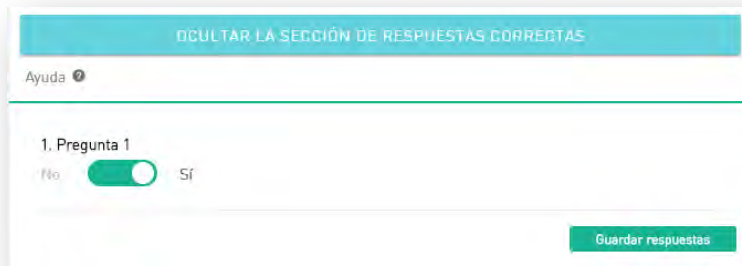 OCULTAR LA SECCIÓN DE RESPUESTAS CORRECTAS
Ayuda ?
1. Pregunta 1
No Sí
Guardar respuestas